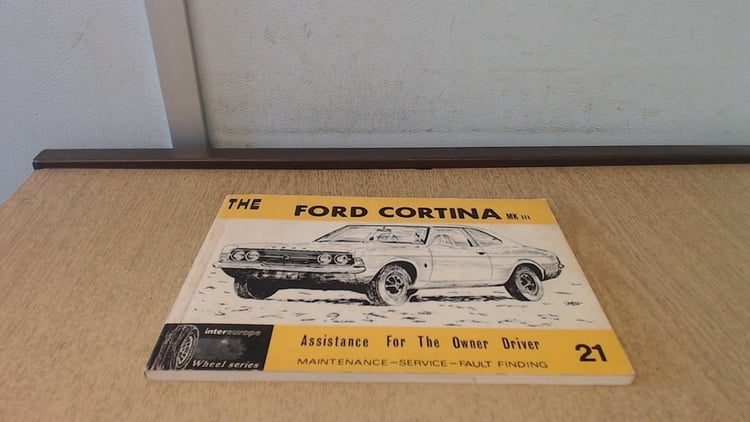 THE FORD CORTINA MK III
intereurope
Wheel series
Assistance For The Owner Driver
MAINTENANCE-SERVICE-FAULT FINDING
21